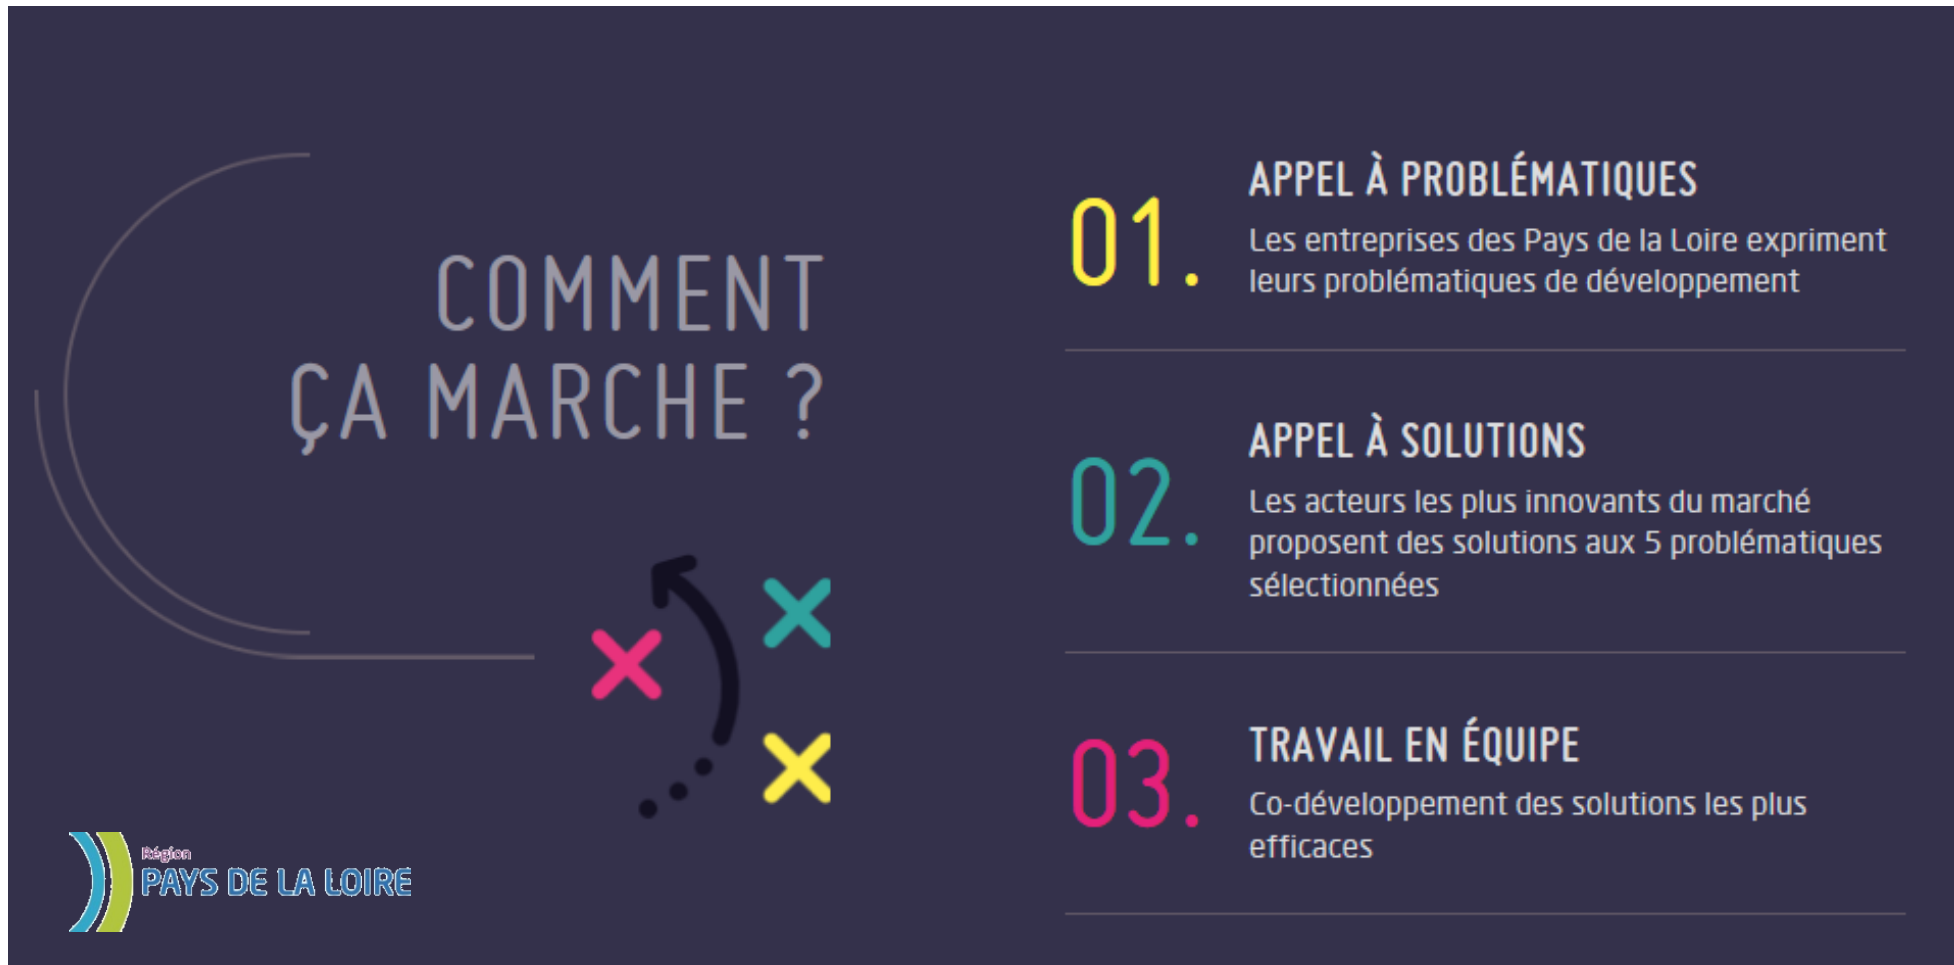 COMMENT
ÇA MARCHE ?
01.
APPEL À PROBLÉMATIQUES
Les entreprises des Pays de la Loire expriment
leurs problématiques de développement
02.
APPEL À SOLUTIONS
Les acteurs les plus innovants du marché
proposent des solutions aux 5 problématiques
sélectionnées
03.
TRAVAIL EN ÉQUIPE
Co-développement des solutions les plus
efficaces
Région
PAYS DE LA LOIRE